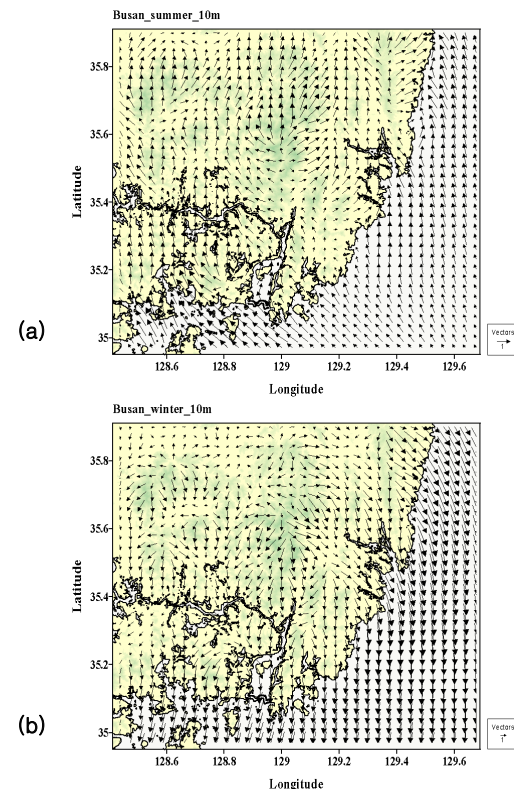 Busan_summer_10m
35.8
35.6
35.4
35.2
35
Latitude
128.6 128.8 129 129.2 129.4 129.6
Longitude
Vectors
1
(a)
Busan_winter_10m
35.8
35.6
35.4
35.2
35
Latitude
128.6 128.8 129 129.2 129.4 129.6
Longitude
Vectors
1
(b)